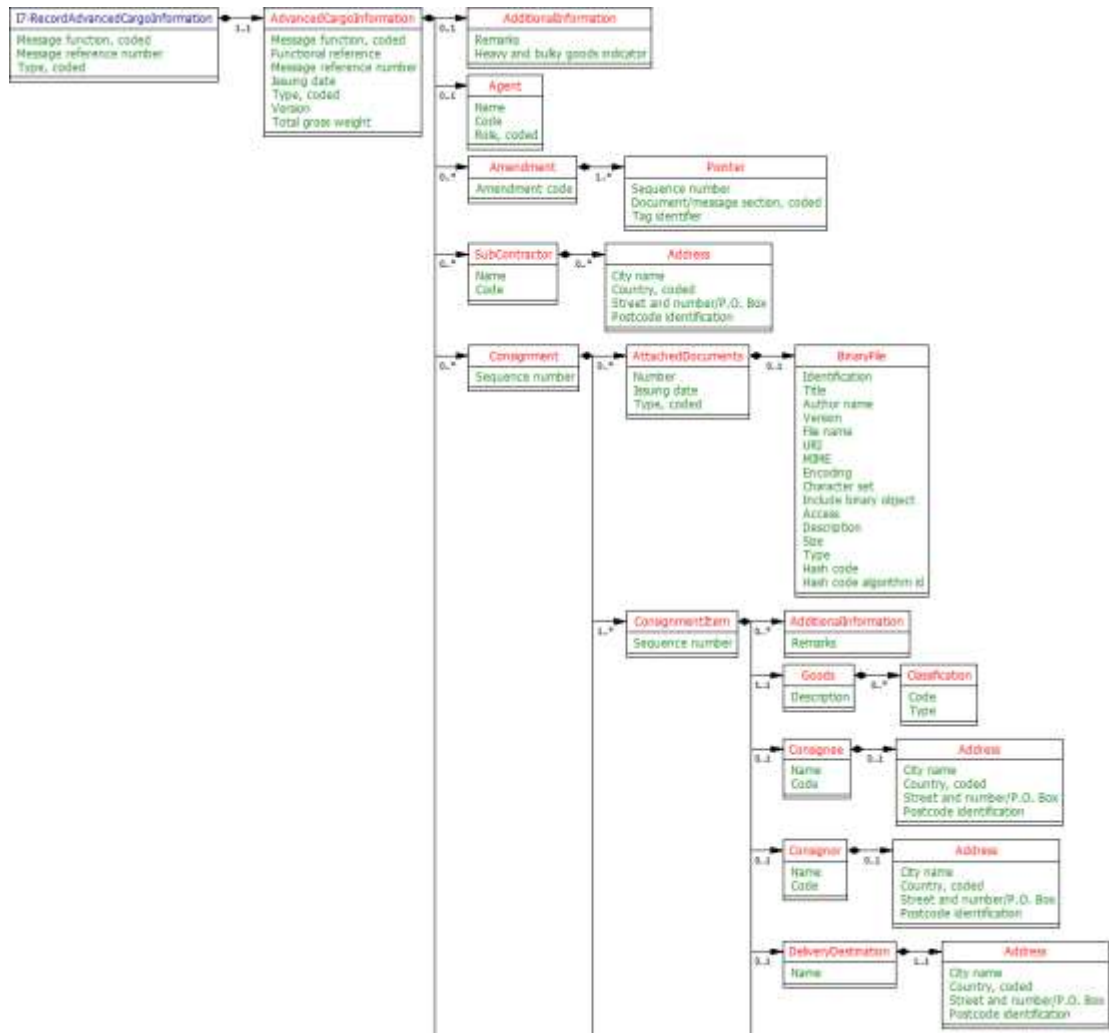 I7-RecordAdvancedCargoInformation
Message function, coded
Message reference number
Type, coded
1..1
AdvancedCargoInformation
Message function, coded
Functional reference
Message reference number
Issuing date
Type, coded
Version
Total gross weight
0..1
AdditionalInformation
Remarks
Heavy and bulky goods indicator
0..1
Agent
Name
Code
Role, coded
0..*
Amendment
Amendment code
1..*
Pointer
Sequence number
Document/message section, coded
Tag identifier
0..*
SubContractor
Name
Code
0..*
Address
City name
Country, coded
Street and number/P.O. Box
Postcode identification
0..*
Consignment
Sequence number
0..*
AttachedDocuments
Number
Issuing date
Type, coded
0..1
BinaryFile
Identification
Title
Author name
Version
File name
URI
MIME
Encoding
Character set
Include binary object
Access
Description
Size
Type
Hash code
Hash code algorithm id
1..*
ConsignmentItem
Sequence number
0..*
AdditionalInformation
Remarks
1..1
Goods
Description
0..*
Classification
Code
Type
0..1
Consignee
Name
Code
0..1
Address
City name
Country, coded
Street and number/P.O. Box
Postcode identification
0..1
Consignor
Name
Code
0..1
Address
City name
Country, coded
Street and number/P.O. Box
Postcode identification
0..1
DeliveryDestination
Name
1..1
Address
City name
Country, coded
Street and number/P.O. Box
Postcode identification